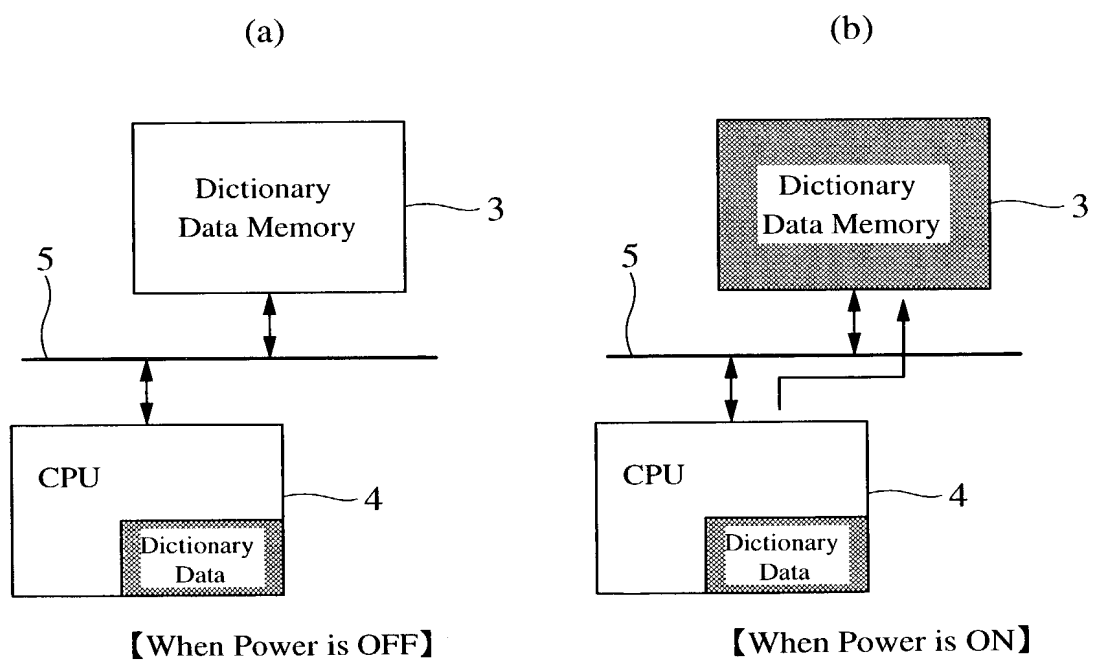 (a)
Dictionary
Data Memory
3
5
CPU
4
Dictionary
Data
【When Power is OFF】
(b)
Dictionary
Data Memory
3
5
CPU
4
Dictionary
Data
【When Power is ON】